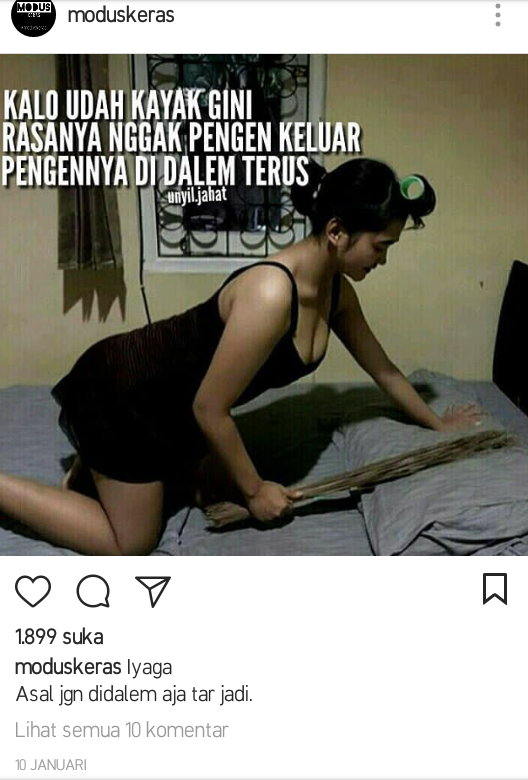 MODUS
KERAS
moduskeras
KALO UDAH KAYAK GINI
RASANYA NGGAK PENGEN KELUAR
PENGENNYA DI DALEM TERUS
unyil.jahat
1.899 suka
moduskeras Iyaga
Asal jgn didalem aja tar jadi.
Lihat semua 10 komentar
10 JANUARI